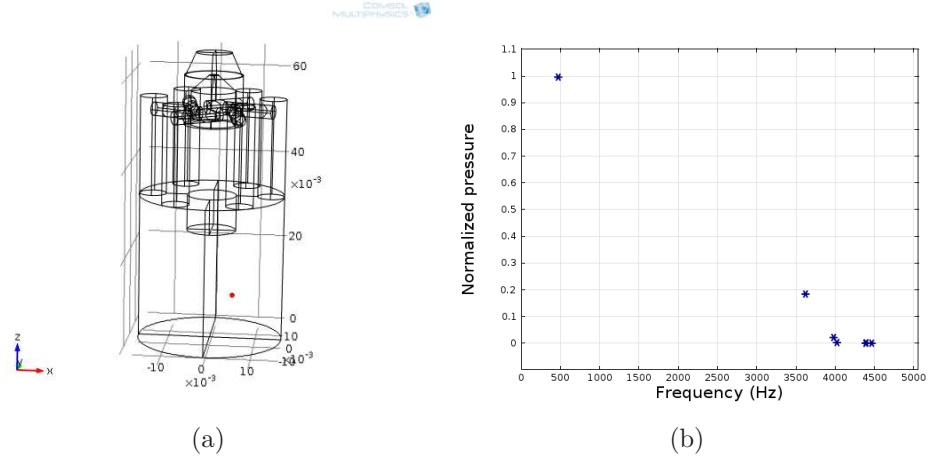 COMSOL
MULTIPHYSICS
60
40
×10⁻³
20
0
10
0
-10
×10⁻³
-10
0
10
×10⁻³
z
y
x
(a)
1.1
1
0.9
0.8
0.7
0.6
0.5
0.4
0.3
0.2
0.1
0
Normalized pressure
0 500 1000 1500 2000 2500 3000 3500 4000 4500 5000
Frequency (Hz)
(b)